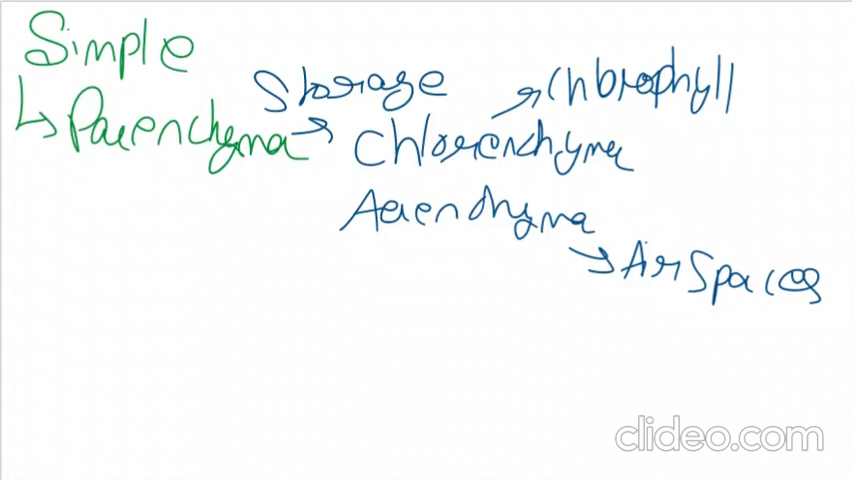 Simple
Storage
→ Chlorophyll
↳ Parenchyma →
Chlorenchyma
Aerenchyma
→ Air Spaces
clideo.com